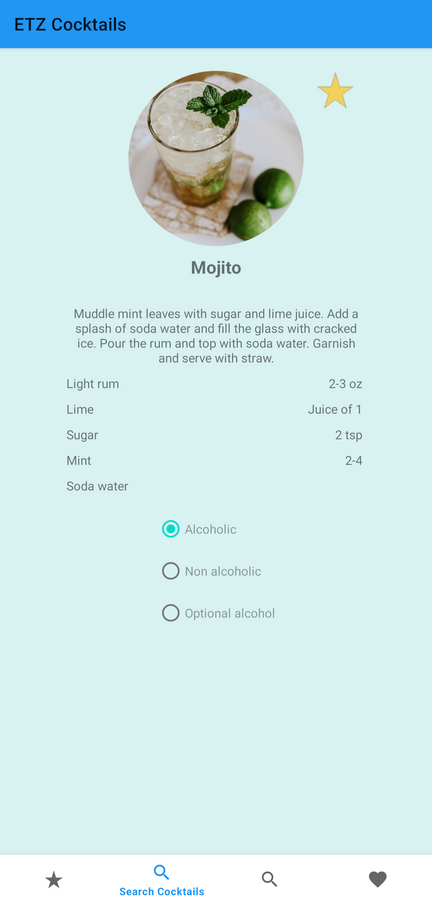 ETZ Cocktails
Mojito
Muddle mint leaves with sugar and lime juice. Add a
splash of soda water and fill the glass with cracked
ice. Pour the rum and top with soda water. Garnish
and serve with straw.
Light rum 2-3 oz
Lime Juice of 1
Sugar 2 tsp
Mint 2-4
Soda water
Alcoholic
Non alcoholic
Optional alcohol
Search Cocktails